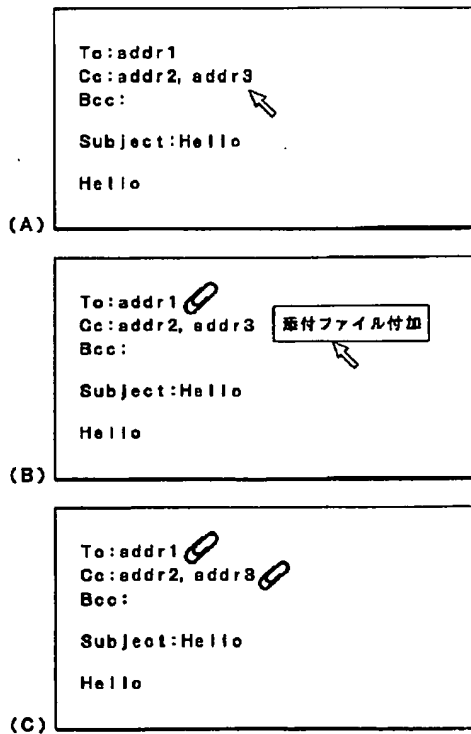 To:addr1
Cc:addr2, addr3
Bcc:
Subject:Hello
Hello
(A)
To:addr1
Cc:addr2, addr3
添付ファイル付加
Bcc:
Subject:Hello
Hello
(B)
To:addr1
Cc:addr2, addr3
Bcc:
Subject:Hello
Hello
(C)